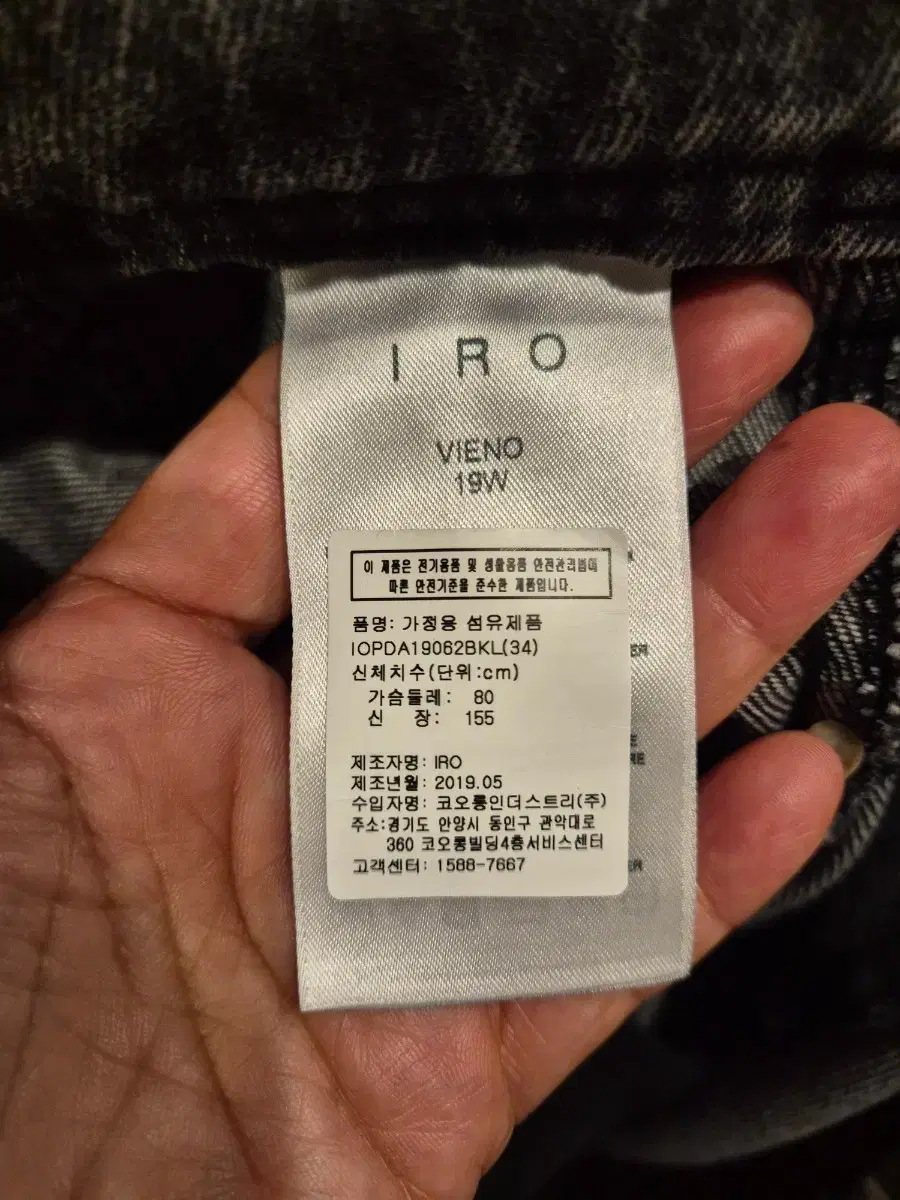 I R O
VIENO
19W
이 제품은 전기용품 및 생활용품 안전관리법에
따른 안전기준을 준수한 제품입니다.
품명: 가정용 섬유제품
IOPDA19062BKL(34)
신체치수(단위:cm)
가슴둘레: 80
신 장: 155
제조자명: IRO
제조년월: 2019.05
수입자명: 코오롱인더스트리(주)
주소:경기도 안양시 동인구 관악대로
360 코오롱빌딩4층서비스센터
고객센터: 1588-7667